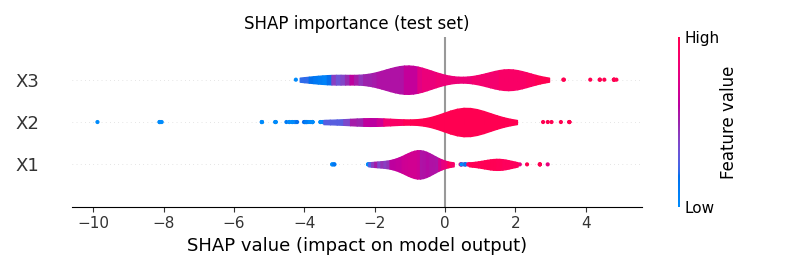 SHAP importance (test set)
High
X3
X2
X1
Feature value
Low
−10 −8 −6 −4 −2 0 2 4
SHAP value (impact on model output)